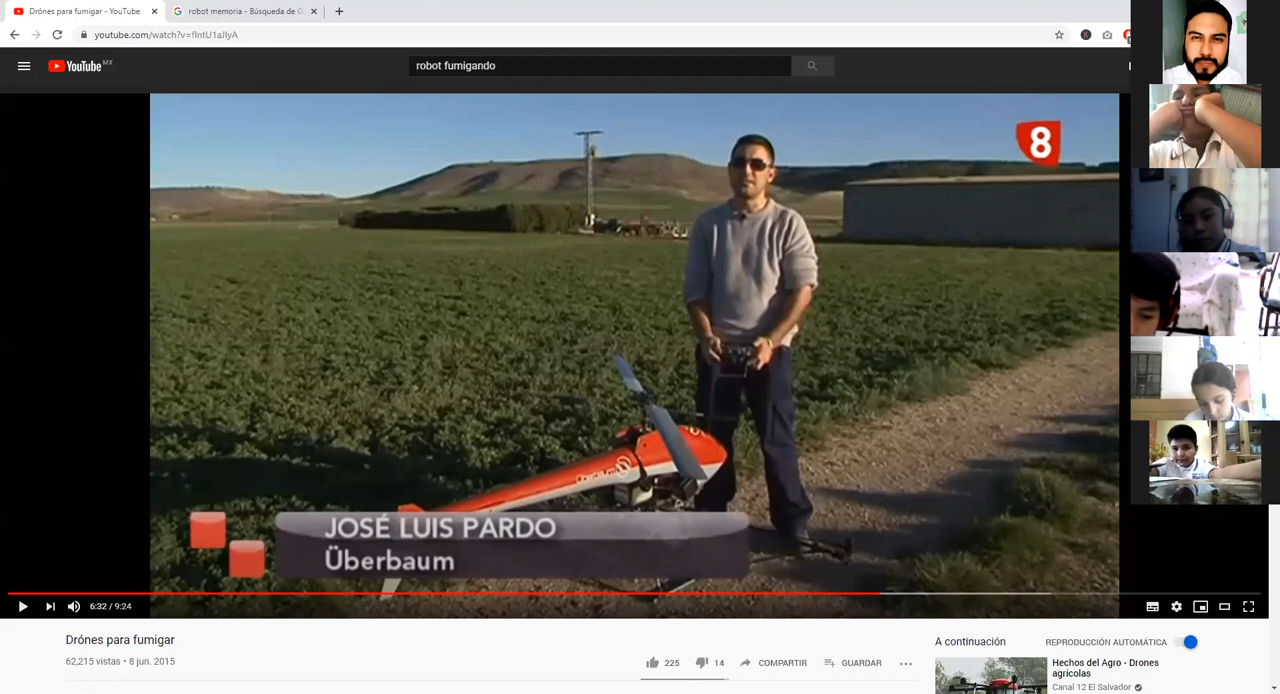 Drónes para fumigar - YouTube
robot memoria - Búsqueda de G
youtube.com/watch?v=fIntU1aJlyA
YouTube MX
robot fumigando
8
JOSÉ LUIS PARDO
Überbaum
6:32 / 9:24
Drónes para fumigar
62,215 vistas • 8 jun. 2015
225
14
COMPARTIR
GUARDAR
A continuación
REPRODUCCIÓN AUTOMÁTICA
Hechos del Agro - Drones
agrícolas
Canal 12 El Salvador